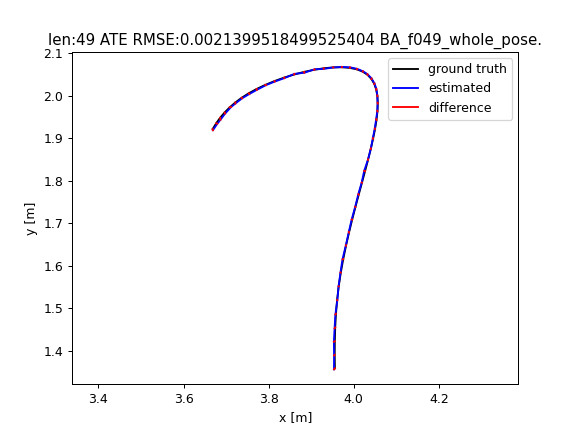 len:49 ATE RMSE:0.0021399518499525404 BA_f049_whole_pose.
2.1
2.0
1.9
1.8
1.7
1.6
1.5
1.4
y [m]
ground truth
estimated
difference
3.4 3.6 3.8 4.0 4.2
x [m]